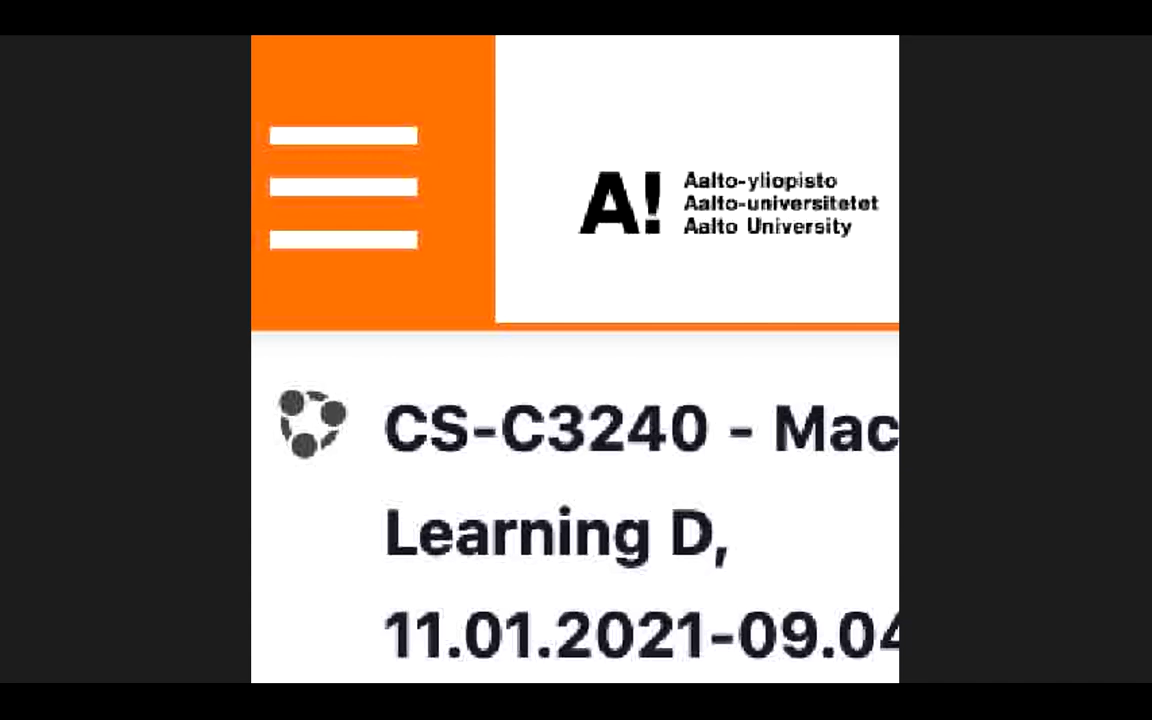 A! Aalto-yliopisto
Aalto-universitetet
Aalto University
CS-C3240 - Mac
Learning D,
11.01.2021-09.04